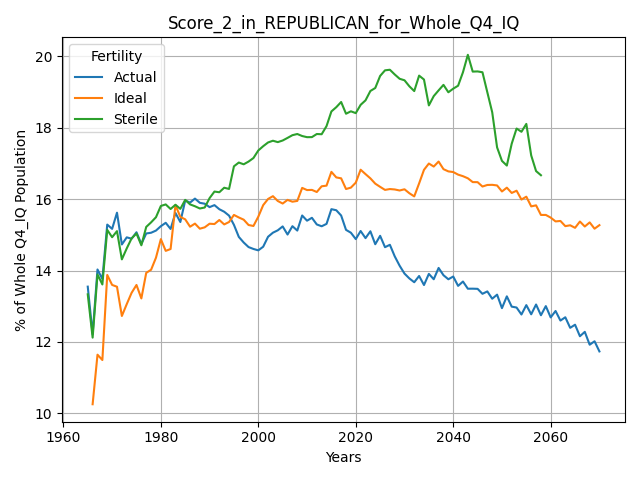 Score_2_in_REPUBLICAN_for_Whole_Q4_IQ
Fertility
Actual
Ideal
Sterile
% of Whole Q4_IQ Population
20
18
16
14
12
10
1960
1980
2000
2020
2040
2060
Years